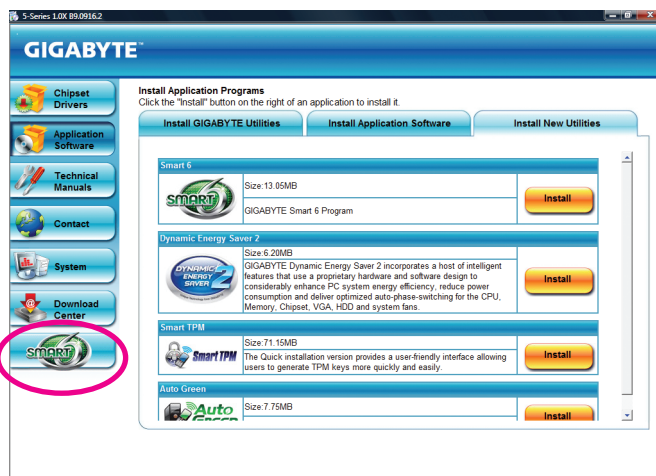 5-Series 1.0X B9.0916.2
GIGABYTE™
Chipset
Drivers
Application
Software
Technical
Manuals
Contact
System
Download
Center
SMART 6
Install Application Programs
Click the "Install" button on the right of an application to install it.
Install GIGABYTE Utilities
Install Application Software
Install New Utilities
Smart 6
SMART 6
Size:13.05MB
GIGABYTE Smart 6 Program
Install
Dynamic Energy Saver 2
DYNAMIC
ENERGY
SAVER 2
Size:6.20MB
GIGABYTE Dynamic Energy Saver 2 incorporates a host of intelligent
features that use a proprietary hardware and software design to
considerably enhance PC system energy efficiency, reduce power
consumption and deliver optimized auto-phase-switching for the CPU,
Memory, Chipset, VGA, HDD and system fans.
Install
Smart TPM
Smart TPM
Size:71.15MB
The Quick installation version provides a user-friendly interface allowing
users to generate TPM keys more quickly and easily.
Install
Auto Green
Auto
GREEN
Size:7.75MB
Install